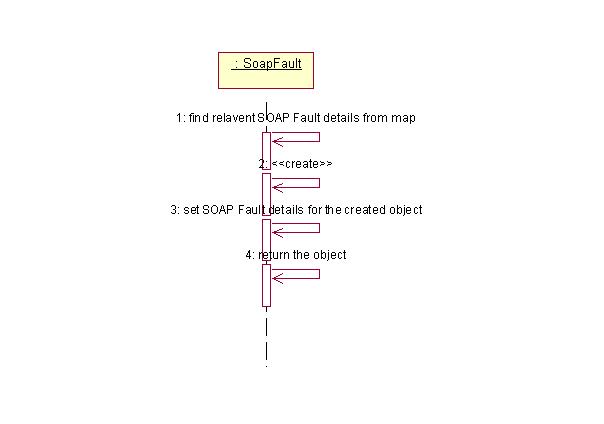 : SoapFault
1: find relavent SOAP Fault details from map
2: <<create>>
3: set SOAP Fault details for the created object
4: return the object